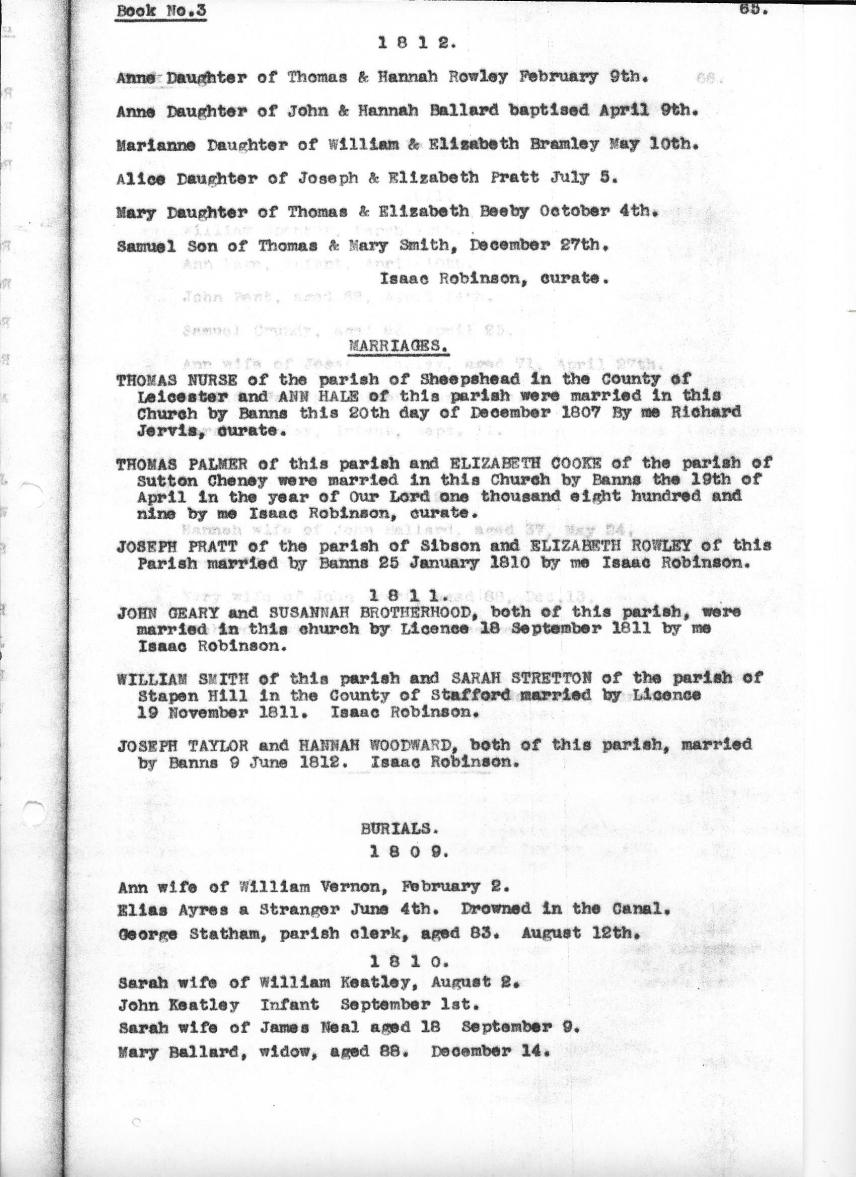 Book No.3 65.
1 8 1 2.
Anne Daughter of Thomas & Hannah Rowley February 9th.
66.
Anne Daughter of John & Hannah Ballard baptised April 9th.
Marianne Daughter of William & Elizabeth Bramley May 10th.
Alice Daughter of Joseph & Elizabeth Pratt July 5.
Mary Daughter of Thomas & Elizabeth Beeby October 4th.
Samuel Son of Thomas & Mary Smith, December 27th.
Isaac Robinson, curate.
MARRIAGES.
THOMAS NURSE of the parish of Sheepshead in the County of
Leicester and ANN HALE of this parish were married in this
Church by Banns this 20th day of December 1807 By me Richard
Jervis, curate.
THOMAS PALMER of this parish and ELIZABETH COOKE of the parish of
Sutton Cheney were married in this Church by Banns the 19th of
April in the year of Our Lord one thousand eight hundred and
nine by me Isaac Robinson, curate.
JOSEPH PRATT of the parish of Sibson and ELIZABETH ROWLEY of this
Parish married by Banns 25 January 1810 by me Isaac Robinson.
1 8 1 1.
JOHN GEARY and SUSANNAH BROTHERHOOD, both of this parish, were
married in this church by Licence 18 September 1811 by me
Isaac Robinson.
WILLIAM SMITH of this parish and SARAH STRETTON of the parish of
Stapen Hill in the County of Stafford married by Licence
19 November 1811. Isaac Robinson.
JOSEPH TAYLOR and HANNAH WOODWARD, both of this parish, married
by Banns 9 June 1812. Isaac Robinson.
BURIALS.
1 8 0 9.
Ann wife of William Vernon, February 2.
Elias Ayres a Stranger June 4th. Drowned in the Canal.
George Statham, parish clerk, aged 83. August 12th.
1 8 1 0.
Sarah wife of William Keatley, August 2.
John Keatley Infant September 1st.
Sarah wife of James Neal aged 18 September 9.
Mary Ballard, widow, aged 88. December 14.